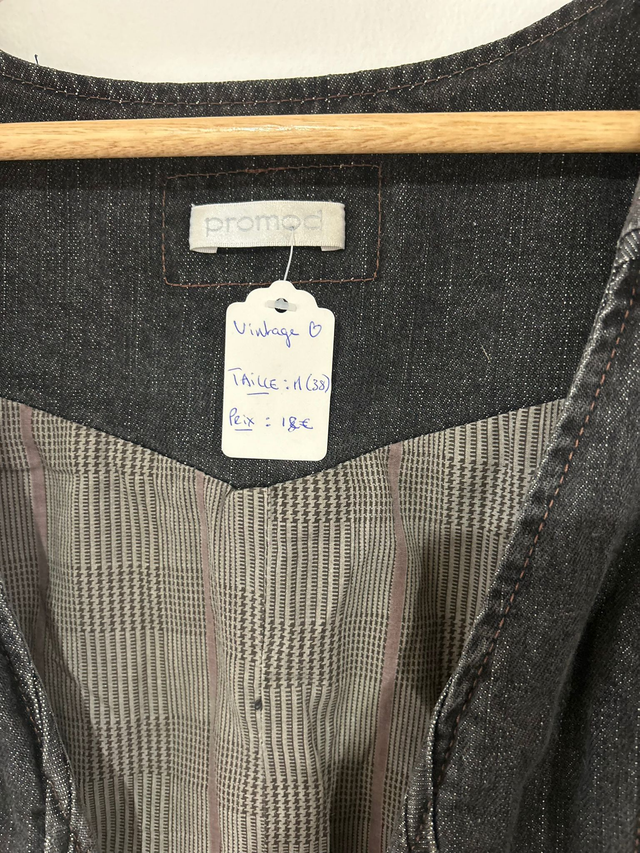 promod
Vintage ♡
TAILLE : M (38)
PRIX : 18€